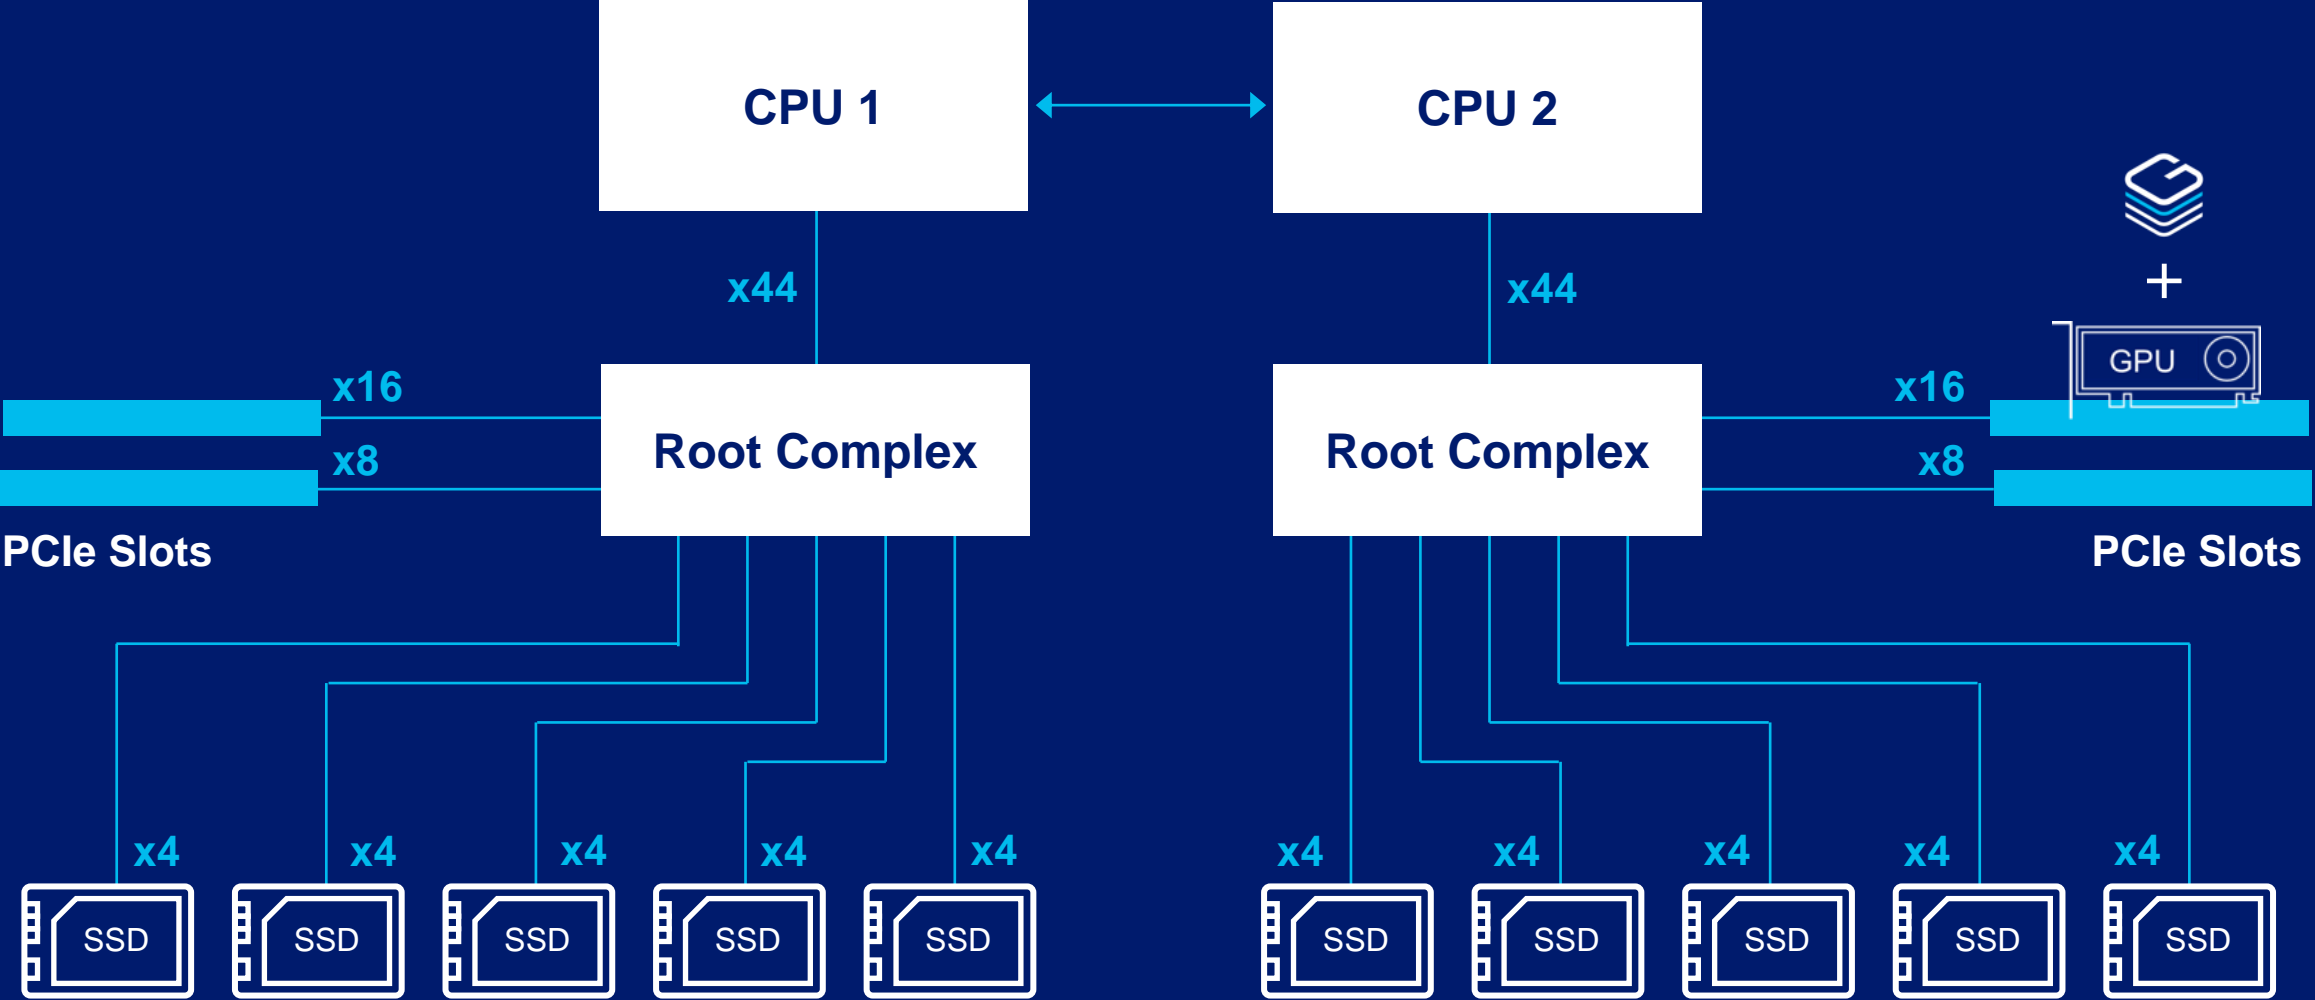 CPU 1
CPU 2
x44
x44
x16
x8
PCIe Slots
Root Complex
Root Complex
x16
x8
GPU
PCIe Slots
x4
x4
x4
x4
x4
x4
x4
x4
x4
x4
SSD
SSD
SSD
SSD
SSD
SSD
SSD
SSD
SSD
SSD